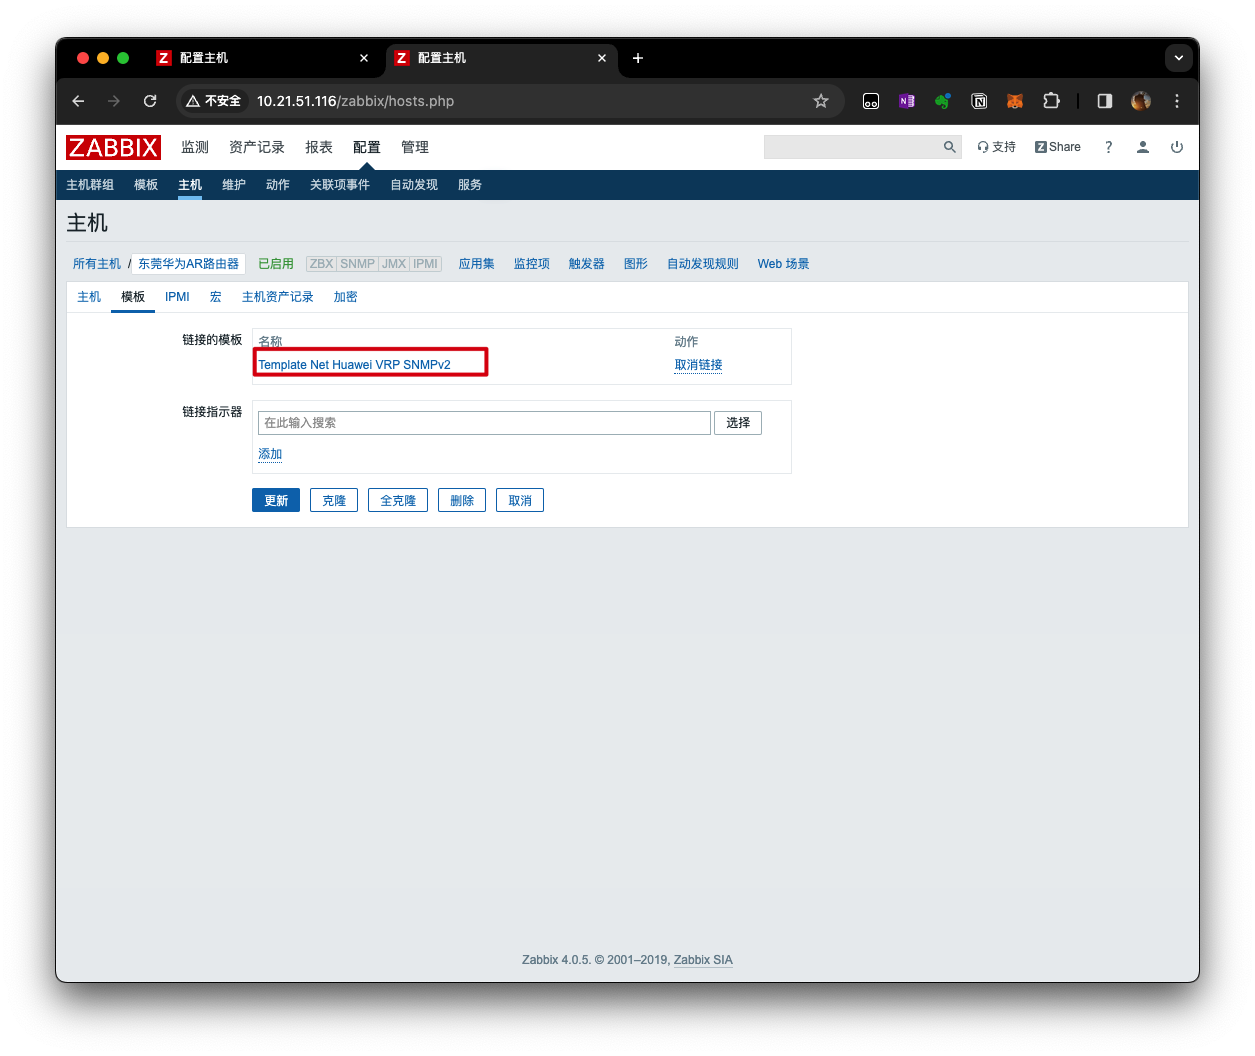 配置主机
配置主机
不安全 10.21.51.116/zabbix/hosts.php
ZABBIX 监测 资产记录 报表 配置 管理 支持 Z Share ?
主机群组 模板 主机 维护 动作 关联项事件 自动发现 服务
主机
所有主机 / 东莞华为AR路由器 已启用 ZBX SNMP JMX IPMI 应用集 监控项 触发器 图形 自动发现规则 Web 场景
主机 模板 IPMI 宏 主机资产记录 加密
链接的模板 名称 动作
Template Net Huawei VRP SNMPv2 取消链接
链接指示器
在此输入搜索 选择
添加
更新 克隆 全克隆 删除 取消
Zabbix 4.0.5. © 2001–2019, Zabbix SIA